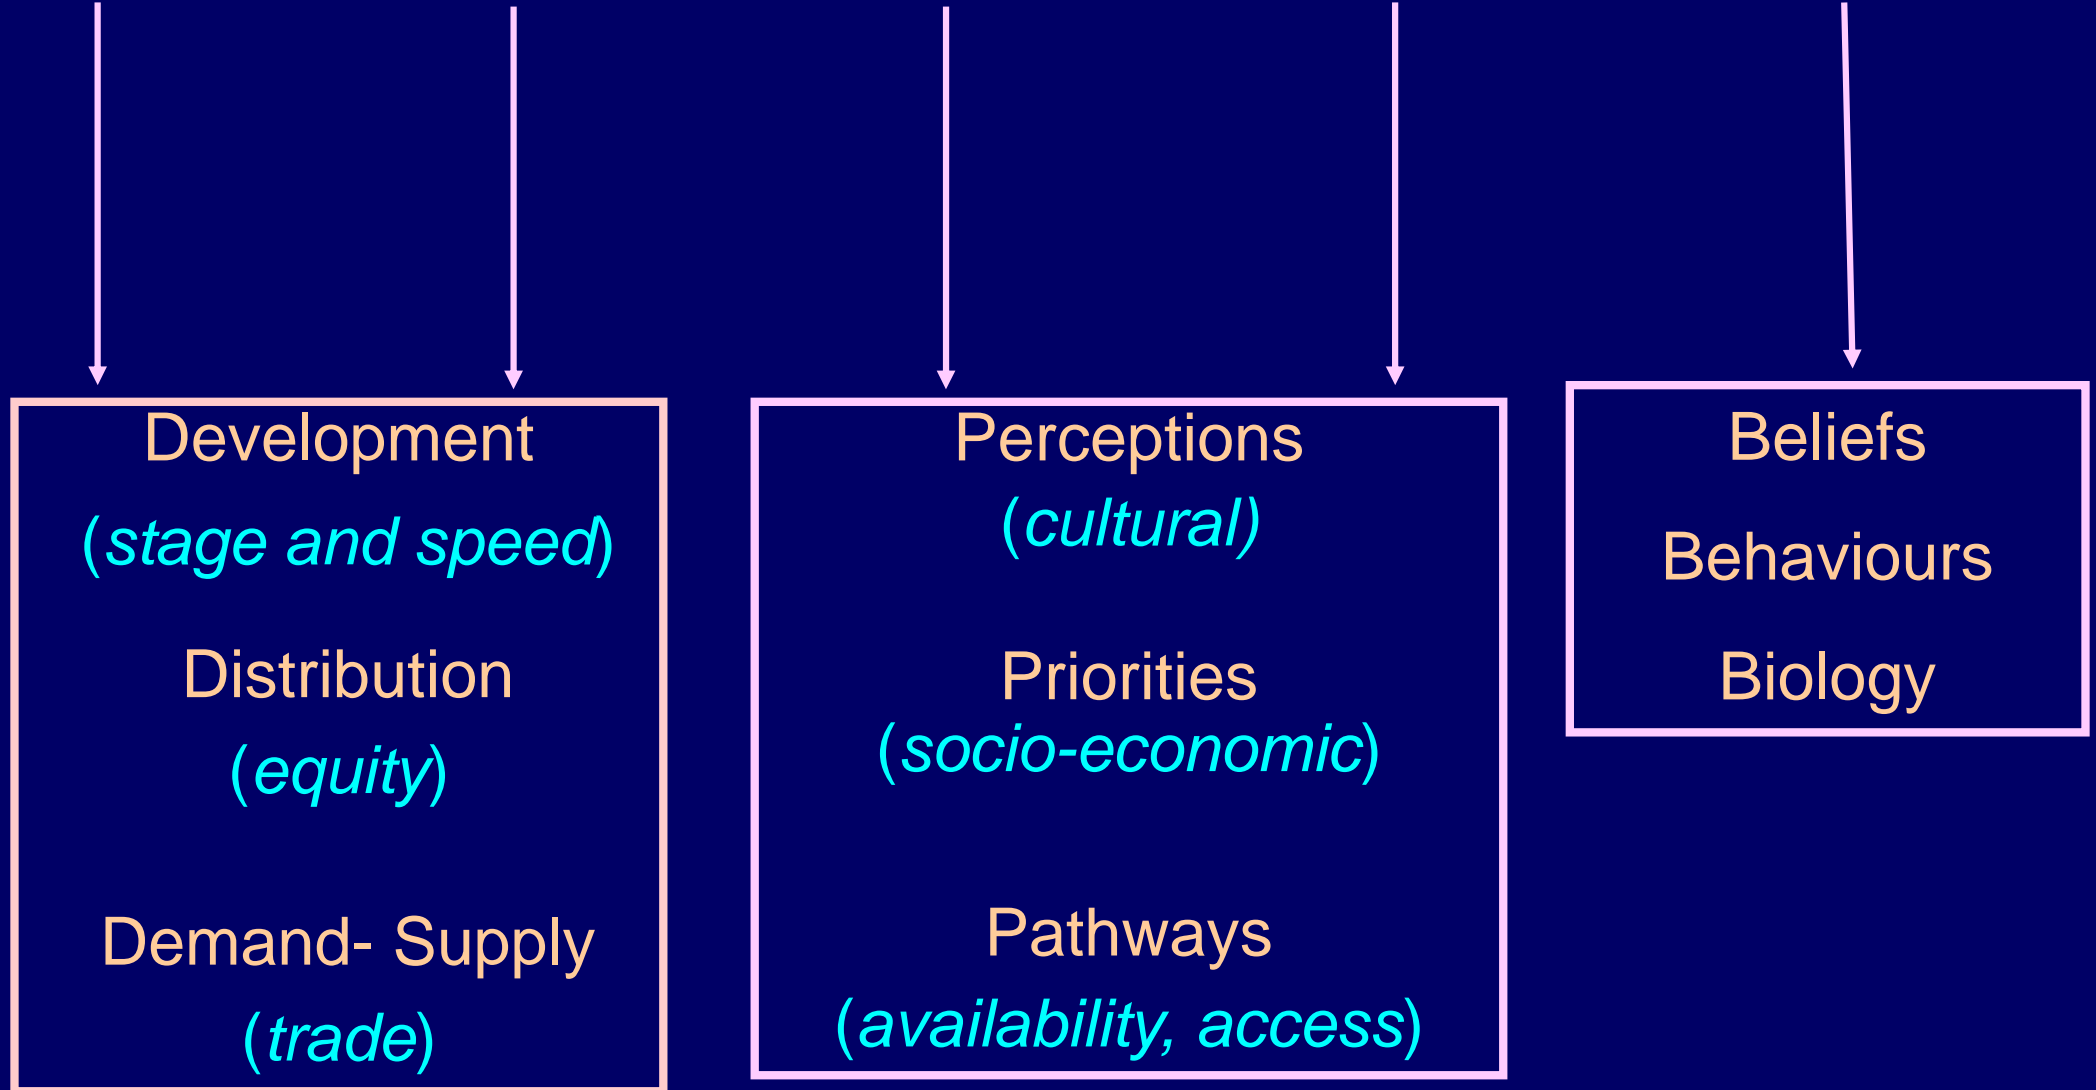 Development
(stage and speed)
Distribution
(equity)
Demand- Supply
(trade)
Perceptions
(cultural)
Priorities
(socio-economic)
Pathways
(availability, access)
Beliefs
Behaviours
Biology